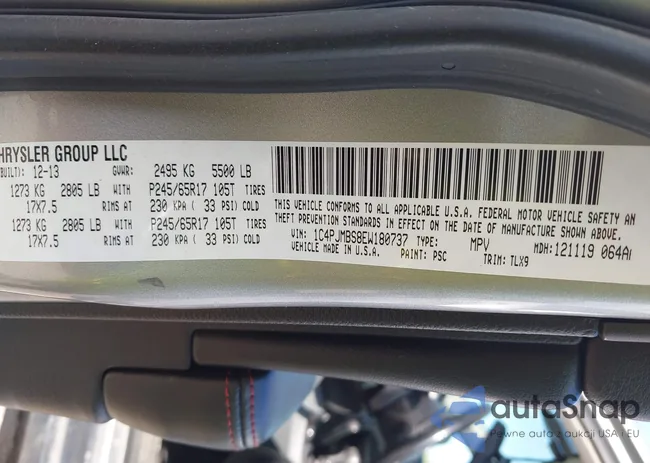 HRYSLER GROUP LLC
BUILT): 12-13 GVWR: 2495 KG 5500 LB
1273 KG 2805 LB WITH P245/65R17 105T TIRES
17X7.5 RIMS AT 230 KPA ( 33 PSI) COLD
1273 KG 2805 LB WITH P245/65R17 105T TIRES
17X7.5 RIMS AT 230 KPA ( 33 PSI) COLD
THIS VEHICLE CONFORMS TO ALL APPLICABLE U.S.A. FEDERAL MOTOR VEHICLE SAFETY AN
THEFT PREVENTION STANDARDS IN EFFECT ON THE DATE OF MANUFACTURE SHOWN ABOVE.
VIN: 1C4PJMBS8EW180737 TYPE: MPV MDH: 121119 064A
VEHICLE MADE IN U.S.A. PAINT: PSC TRIM: TLX9
autoSnap
Pewne auta z aukcji USA i EU